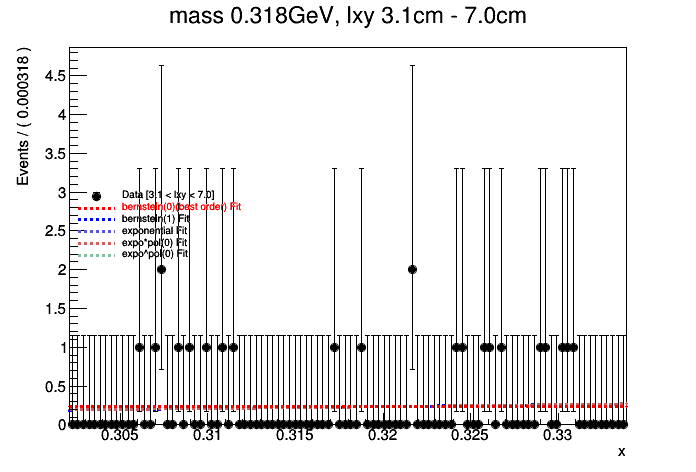 mass 0.318GeV, lxy 3.1cm - 7.0cm
Events / ( 0.000318 )
4.5
4
3.5
3
2.5
2
1.5
1
0.5
0
Data [3.1 < lxy < 7.0]
bernstein(0)(best order) Fit
bernstein(1) Fit
exponential Fit
expo*pol(0) Fit
expo^pol(0) Fit
0.305 0.31 0.315 0.32 0.325 0.33
x